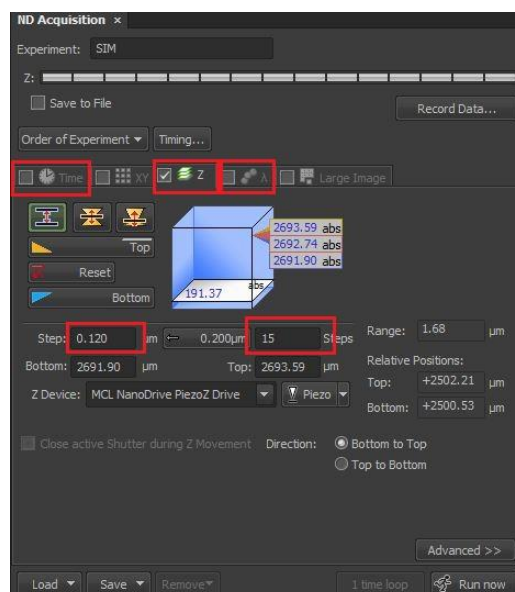 ND Acquisition ×
Experiment: SIM
Z:
Save to File
Record Data...
Order of Experiment Timing...
Time XY Z λ Large Image
Top
2693.59 abs
2692.74 abs
2691.90 abs
Reset
Bottom
191.37 abs
Step: 0.120 µm 0.200µm 15 Steps Range: 1.68 µm
Bottom: 2691.90 µm Top: 2693.59 µm Relative Positions:
Top: +2502.21 µm
Z Device: MCL NanoDrive PiezoZ Drive Piezo
Bottom: +2500.53 µm
Close active Shutter during Z Movement Direction: Bottom to Top
Top to Bottom
Advanced >>
Load Save Remove 1 time loop Run now